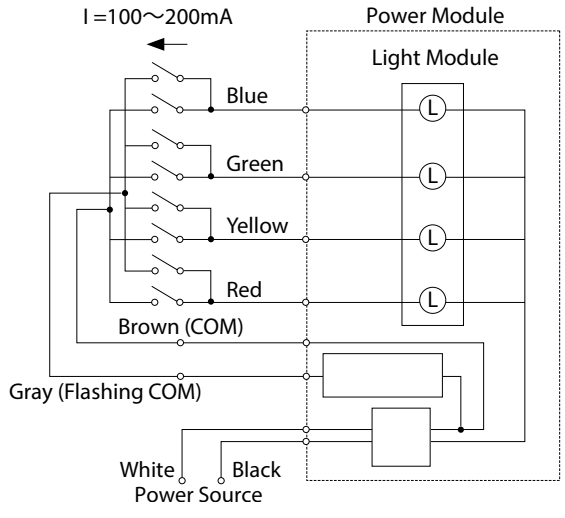 I =100～200mA
Power Module
Light Module
Blue
L
Green
L
Yellow
L
Red
L
Brown (COM)
Gray (Flashing COM)
White
Black
Power Source